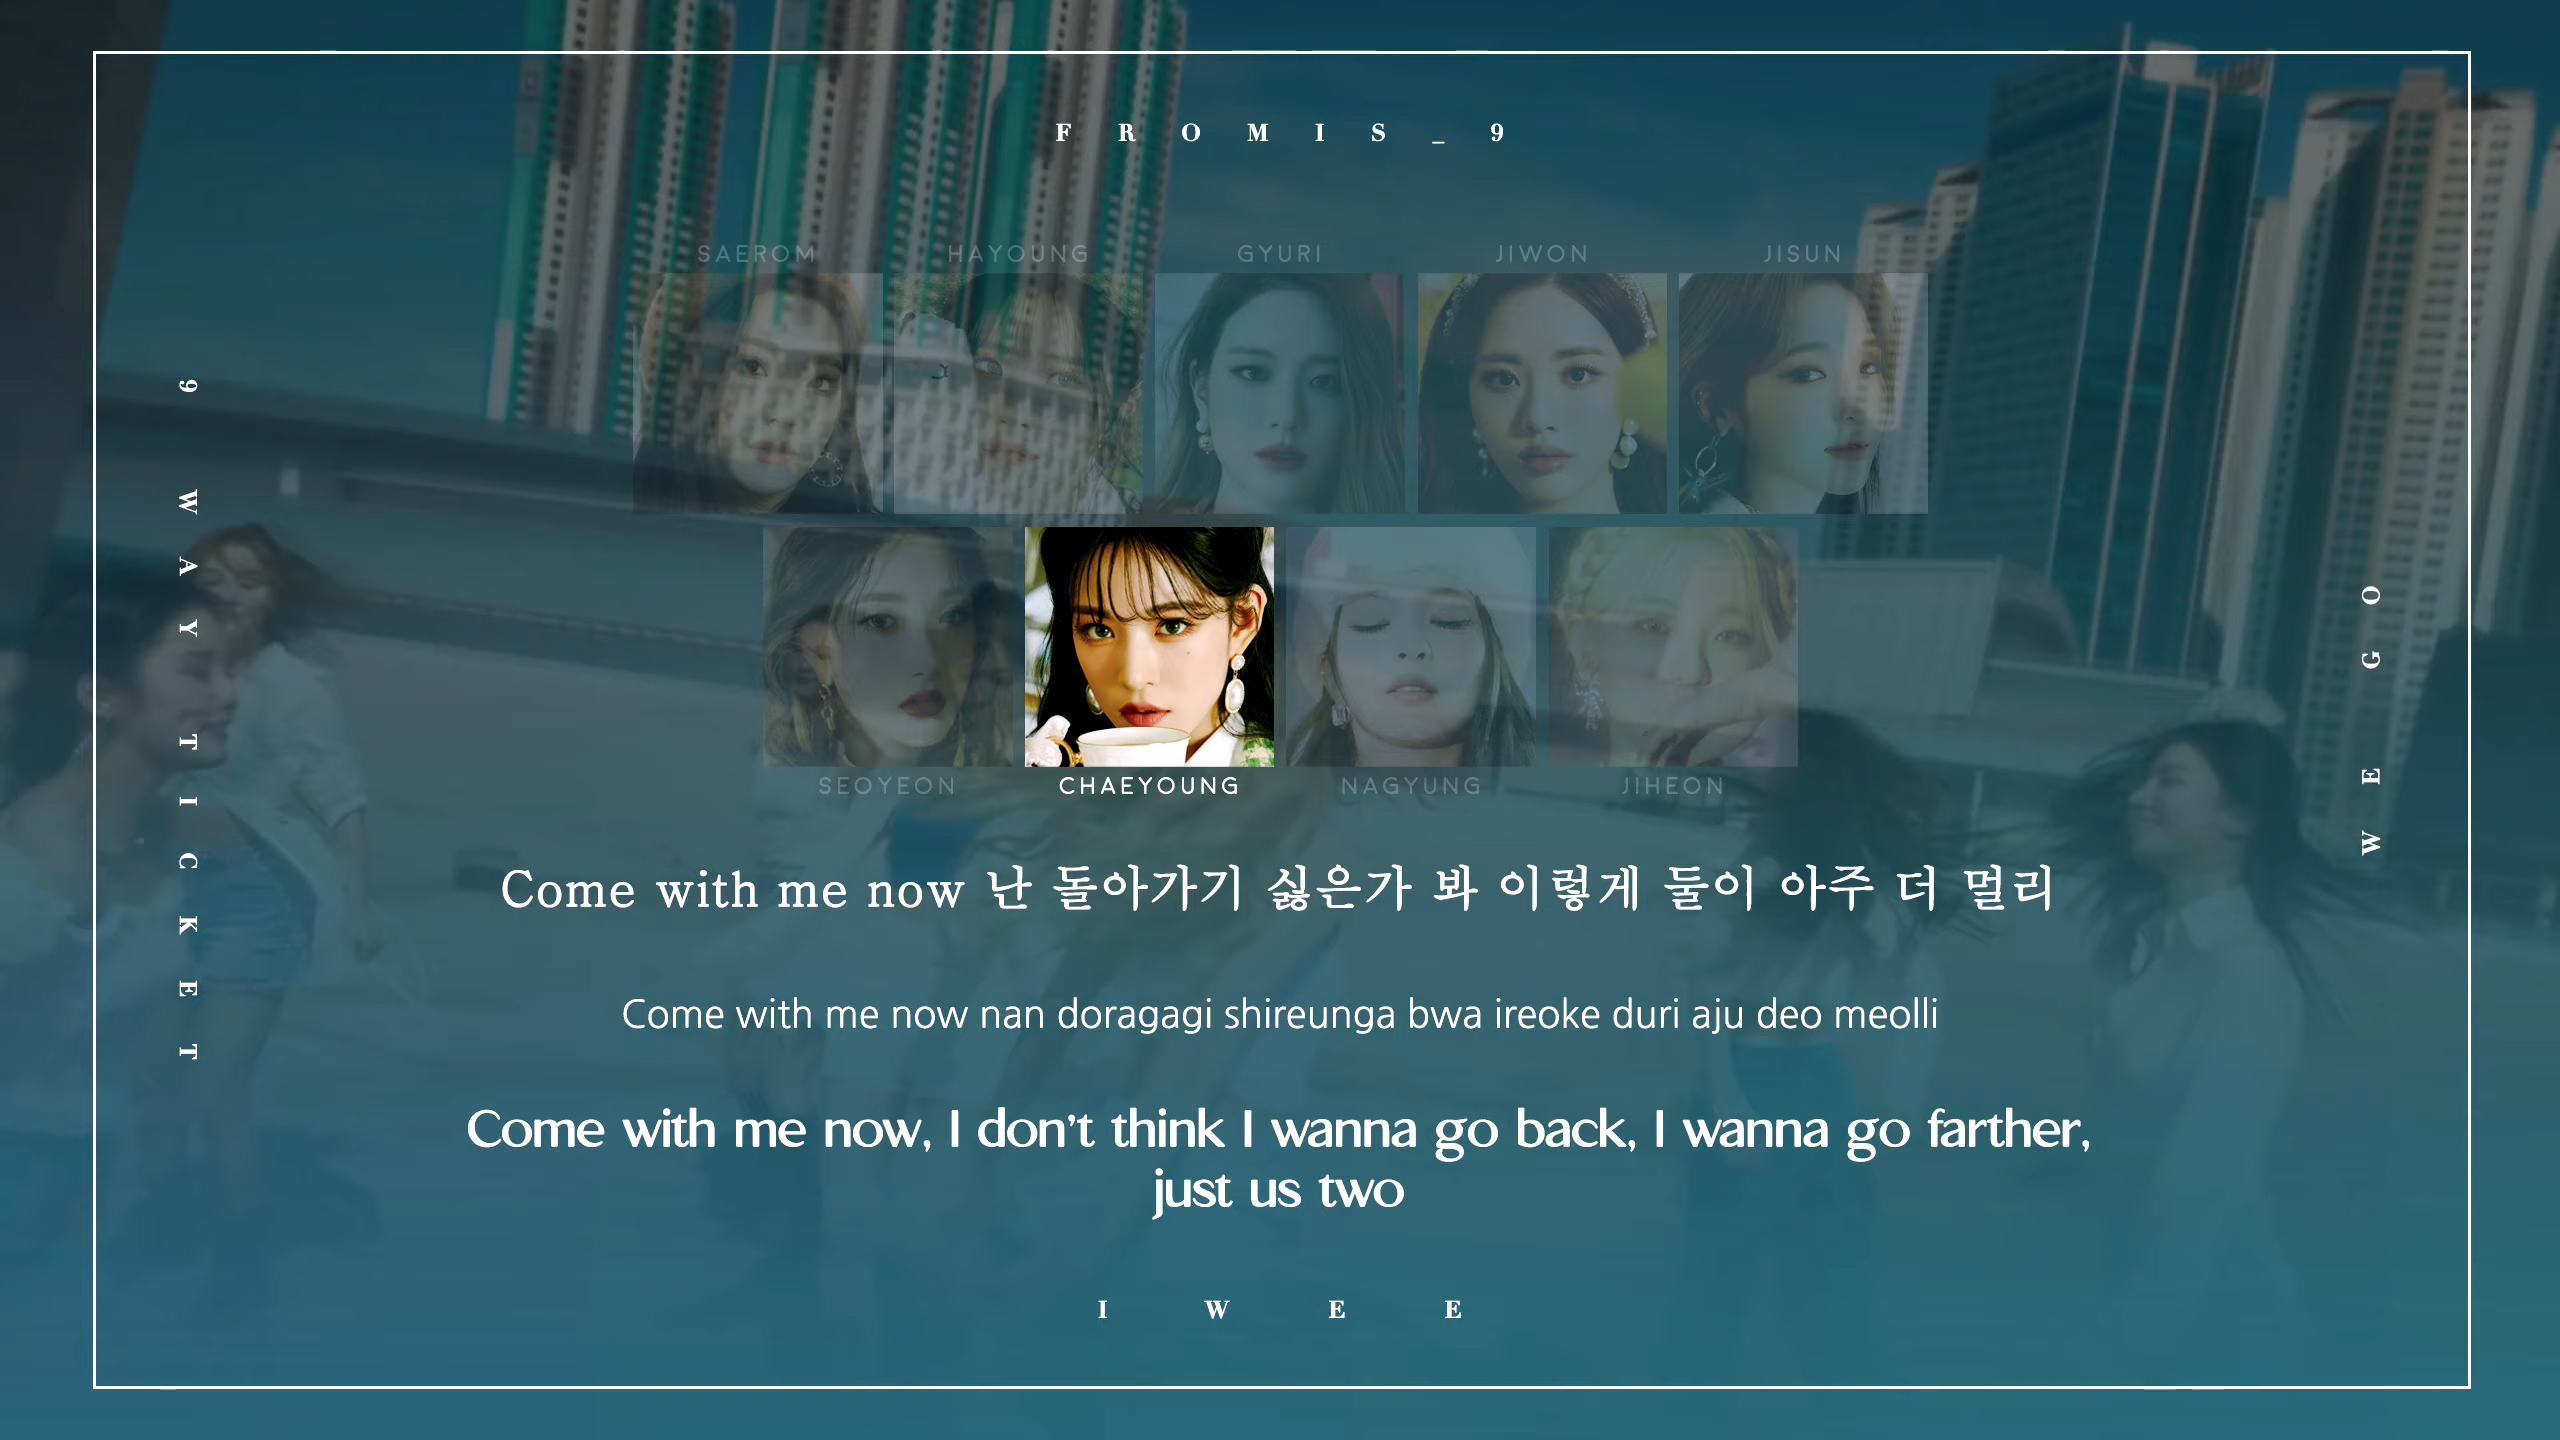 FROMIS_9
SAEROM HAYOUNG GYURI JIWON JISUN
9 WAY TICKET
WE GO
SEOYEON CHAEYOUNG NAGYUNG JIHEON
Come with me now 난 돌아가기 싫은가 봐 이렇게 둘이 아주 더 멀리
Come with me now nan doragagi shireunga bwa ireoke duri aju deo meolli
Come with me now, I don't think I wanna go back, I wanna go farther,
just us two
IWEE